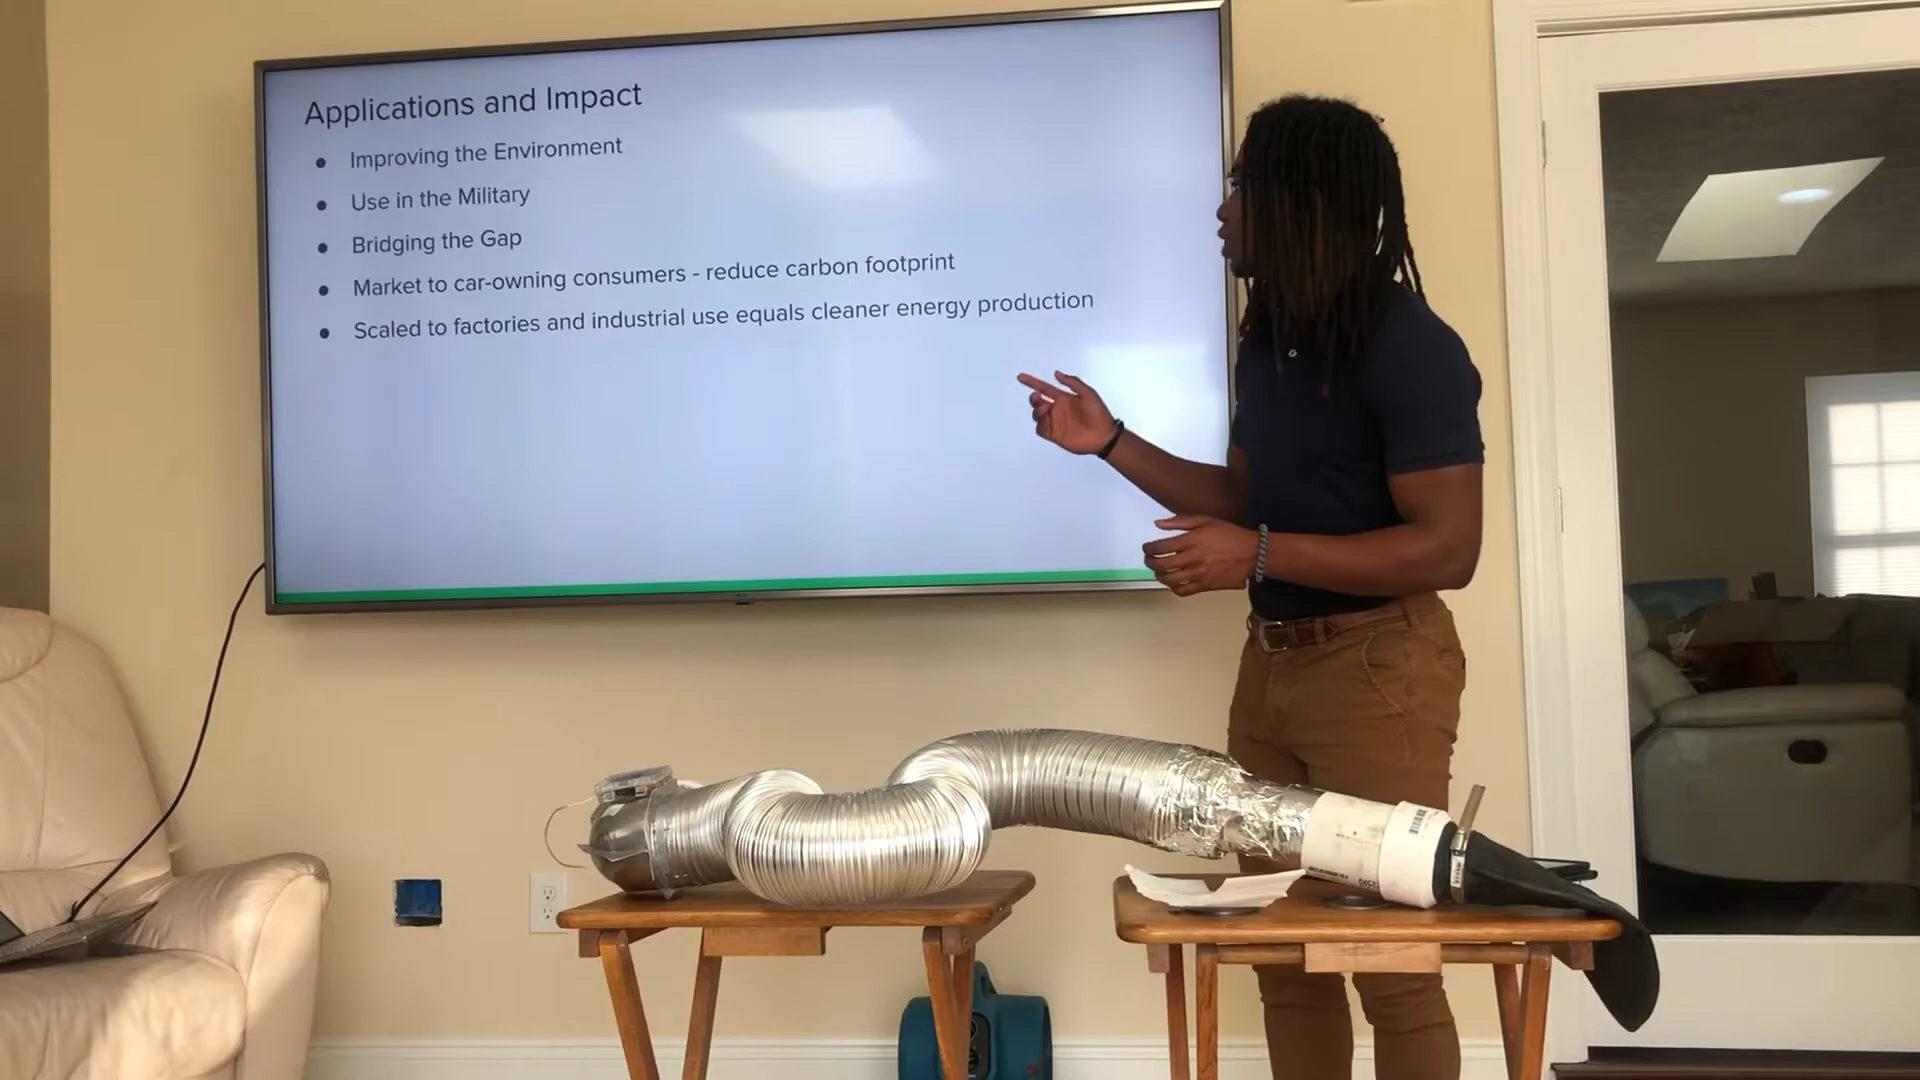 Applications and Impact
● Improving the Environment
● Use in the Military
● Bridging the Gap
● Market to car-owning consumers - reduce carbon footprint
● Scaled to factories and industrial use equals cleaner energy production